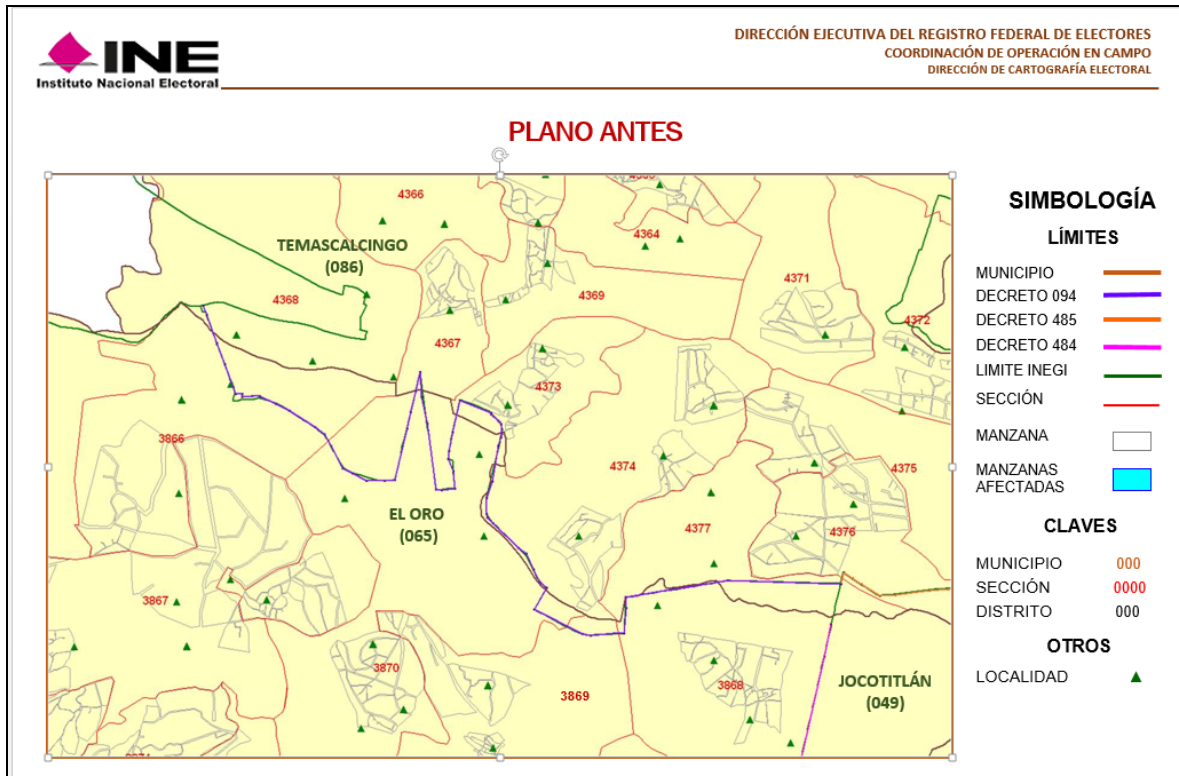 INE
Instituto Nacional Electoral
DIRECCIÓN EJECUTIVA DEL REGISTRO FEDERAL DE ELECTORES
COORDINACIÓN DE OPERACIÓN EN CAMPO
DIRECCIÓN DE CARTOGRAFÍA ELECTORAL
PLANO ANTES
4366
4364
TEMASCALCINGO
(086)
4368
4369
4371
4372
4367
4373
3866
4374
4375
4377
4376
EL ORO
(065)
3867
3870
3869
3868
JOCOTITLÁN
(049)
SIMBOLOGÍA
LÍMITES
MUNICIPIO
DECRETO 094
DECRETO 485
DECRETO 484
LIMITE INEGI
SECCIÓN
MANZANA
MANZANAS
AFECTADAS
CLAVES
MUNICIPIO 000
SECCIÓN 0000
DISTRITO 000
OTROS
LOCALIDAD